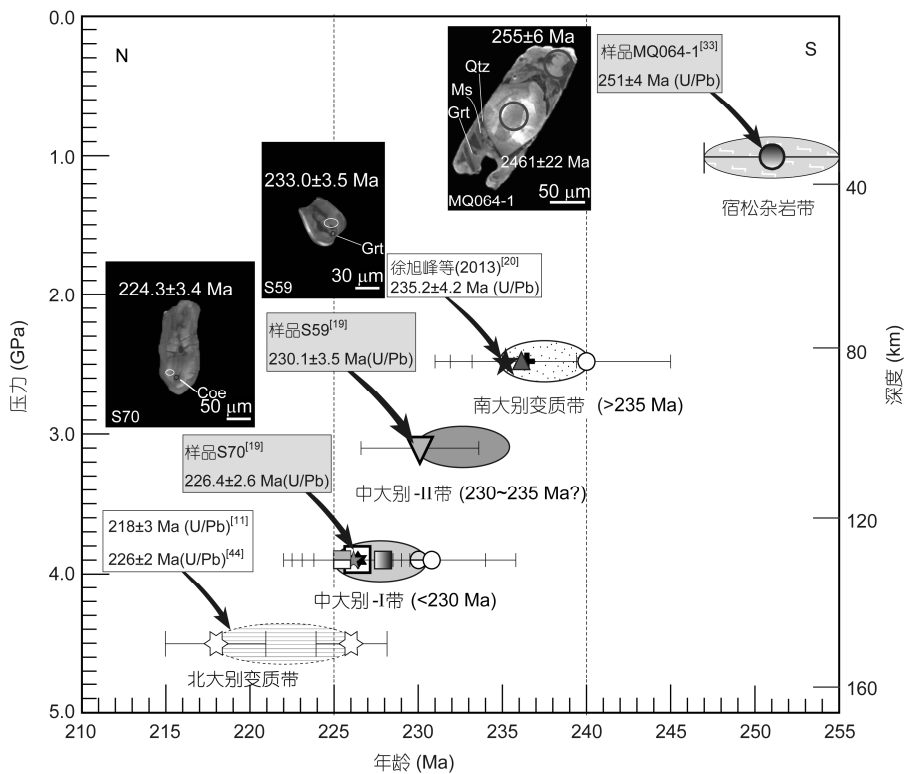 0.0
1.0
2.0
3.0
4.0
5.0
压力 (GPa)
N
S
255±6 Ma
Qtz
Ms
Grt
2461±22 Ma
MQ064-1
50 μm
样品MQ064-1[33]
251±4 Ma (U/Pb)
宿松杂岩带
233.0±3.5 Ma
Grt
30 μm
S59
徐旭峰等(2013)[20]
235.2±4.2 Ma (U/Pb)
224.3±3.4 Ma
Coe
50 μm
S70
样品S59[19]
230.1±3.5 Ma(U/Pb)
南大别变质带 (>235 Ma)
样品S70[19]
226.4±2.6 Ma(U/Pb)
中大别-II带 (230~235 Ma?)
218±3 Ma (U/Pb)[11]
226±2 Ma(U/Pb)[44]
中大别-I带 (<230 Ma)
北大别变质带
40
80
120
160
深度 (km)
210
215
220
225
230
235
240
245
250
255
年龄 (Ma)